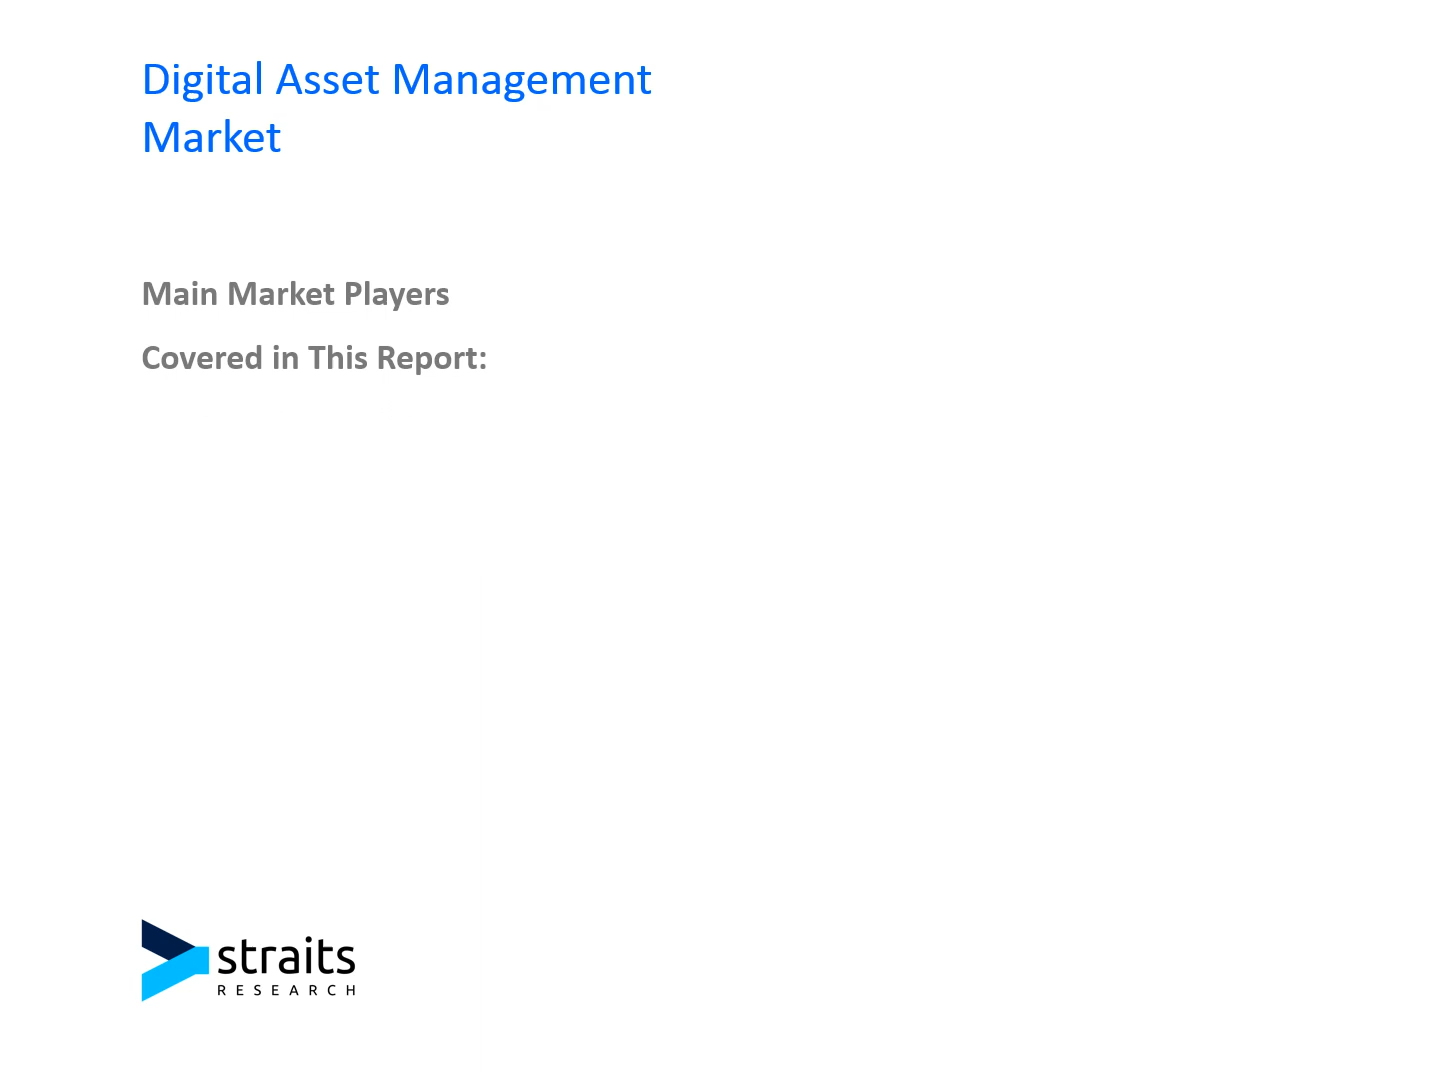 Digital Asset Management
Market
Main Market Players
Covered in This Report:
straits
RESEARCH